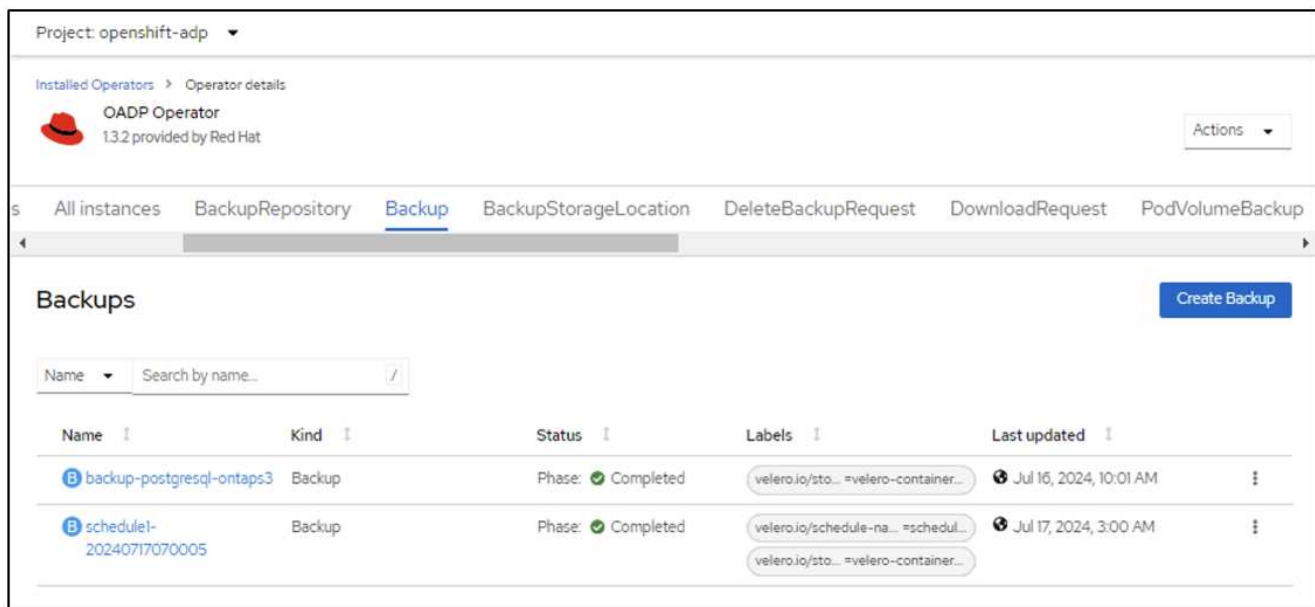 Project: openshift-adp
Installed Operators > Operator details
OADP Operator
1.3.2 provided by Red Hat
Actions
s All instances BackupRepository Backup BackupStorageLocation DeleteBackupRequest DownloadRequest PodVolumeBackup
Backups
Create Backup
Name Search by name... /
Name Kind Status Labels Last updated
B backup-postgresql-ontaps3 Backup Phase: Completed velero.io/sto... =velero-container... Jul 16, 2024, 10:01 AM
B schedule1- Backup Phase: Completed velero.io/schedule-na... =schedul... Jul 17, 2024, 3:00 AM
20240717070005 velero.io/sto... =velero-container...